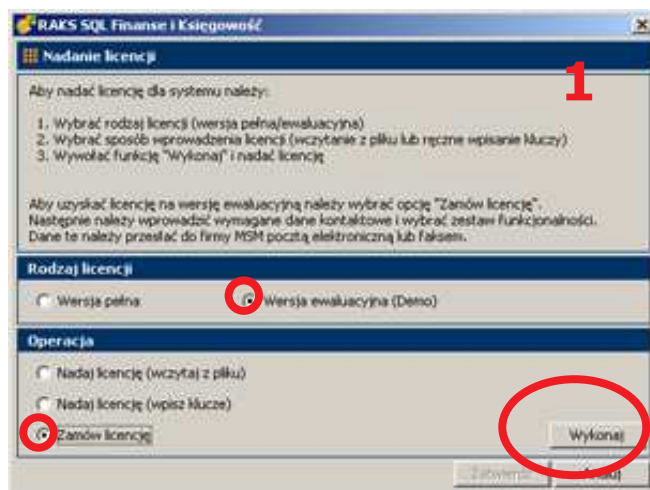 RAKS SQL Finanse i Księgowość
Nadanie licencji
1
Aby nadać licencję dla systemu należy:
1. Wybrać rodzaj licencji (wersja pełna/ewaluacyjna)
2. Wybrać sposób wprowadzenia licencji (wczytanie z pliku lub ręczne wpisanie kluczy)
3. Wywołać funkcję "Wykonaj" i nadać licencję
Aby uzyskać licencję na wersję ewaluacyjną należy wybrać opcję "Zamów licencję".
Następnie należy wprowadzić wymagane dane kontaktowe i wybrać zestaw funkcjonalności.
Dane te należy przesłać do firmy MSM pocztą elektroniczną lub faksem.
Rodzaj licencji
Wersja pełna
Wersja ewaluacyjna (Demo)
Operacja
Nadaj licencję (wczytaj z pliku)
Nadaj licencję (wpisz klucze)
Zamów licencję
Wykonaj
Zatwierdź
Anuluj